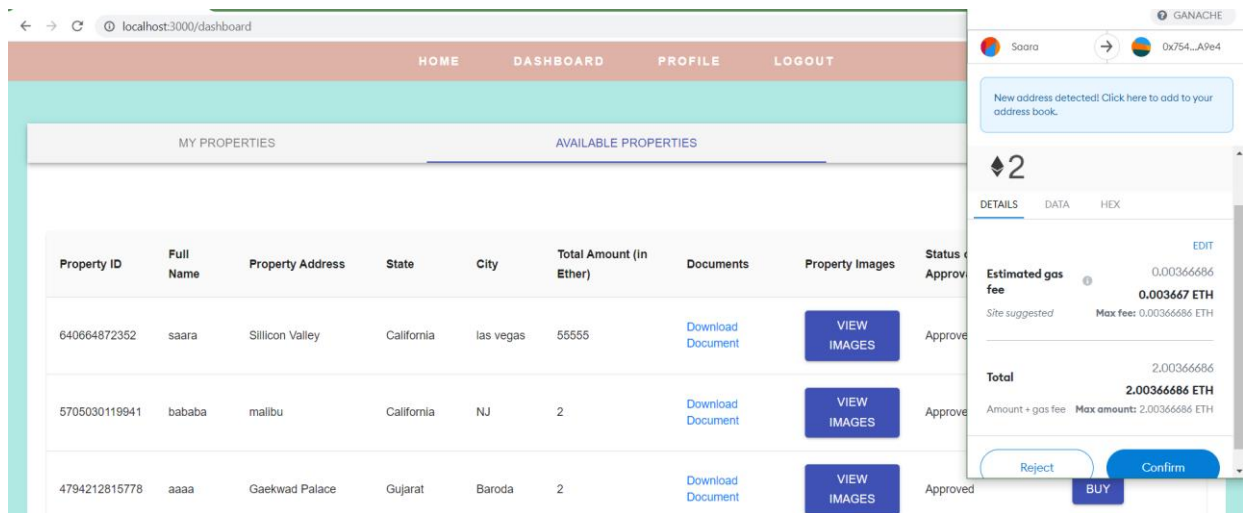 localhost:3000/dashboard
GANACHE
HOME DASHBOARD PROFILE LOGOUT
Saara 0x754...A9e4
New address detected! Click here to add to your
address book.
MY PROPERTIES AVAILABLE PROPERTIES
2
DETAILS DATA HEX
EDIT
Estimated gas
fee
0.00366686
0.003667 ETH
Site suggested Max fee: 0.00366686 ETH
Total
2.00366686
2.00366686 ETH
Amount + gas fee Max amount: 2.00366686 ETH
Reject Confirm
Property ID Full
Name Property Address State City Total Amount (in
Ether) Documents Property Images Status
640664872352 saara Sillicon Valley California las vegas 55555 Download
Document VIEW
IMAGES
5705030119941 bababa malibu California NJ 2 Download
Document VIEW
IMAGES
4794212815778 aaaa Gaekwad Palace Gujarat Baroda 2 Download
Document VIEW
IMAGES Approved BUY